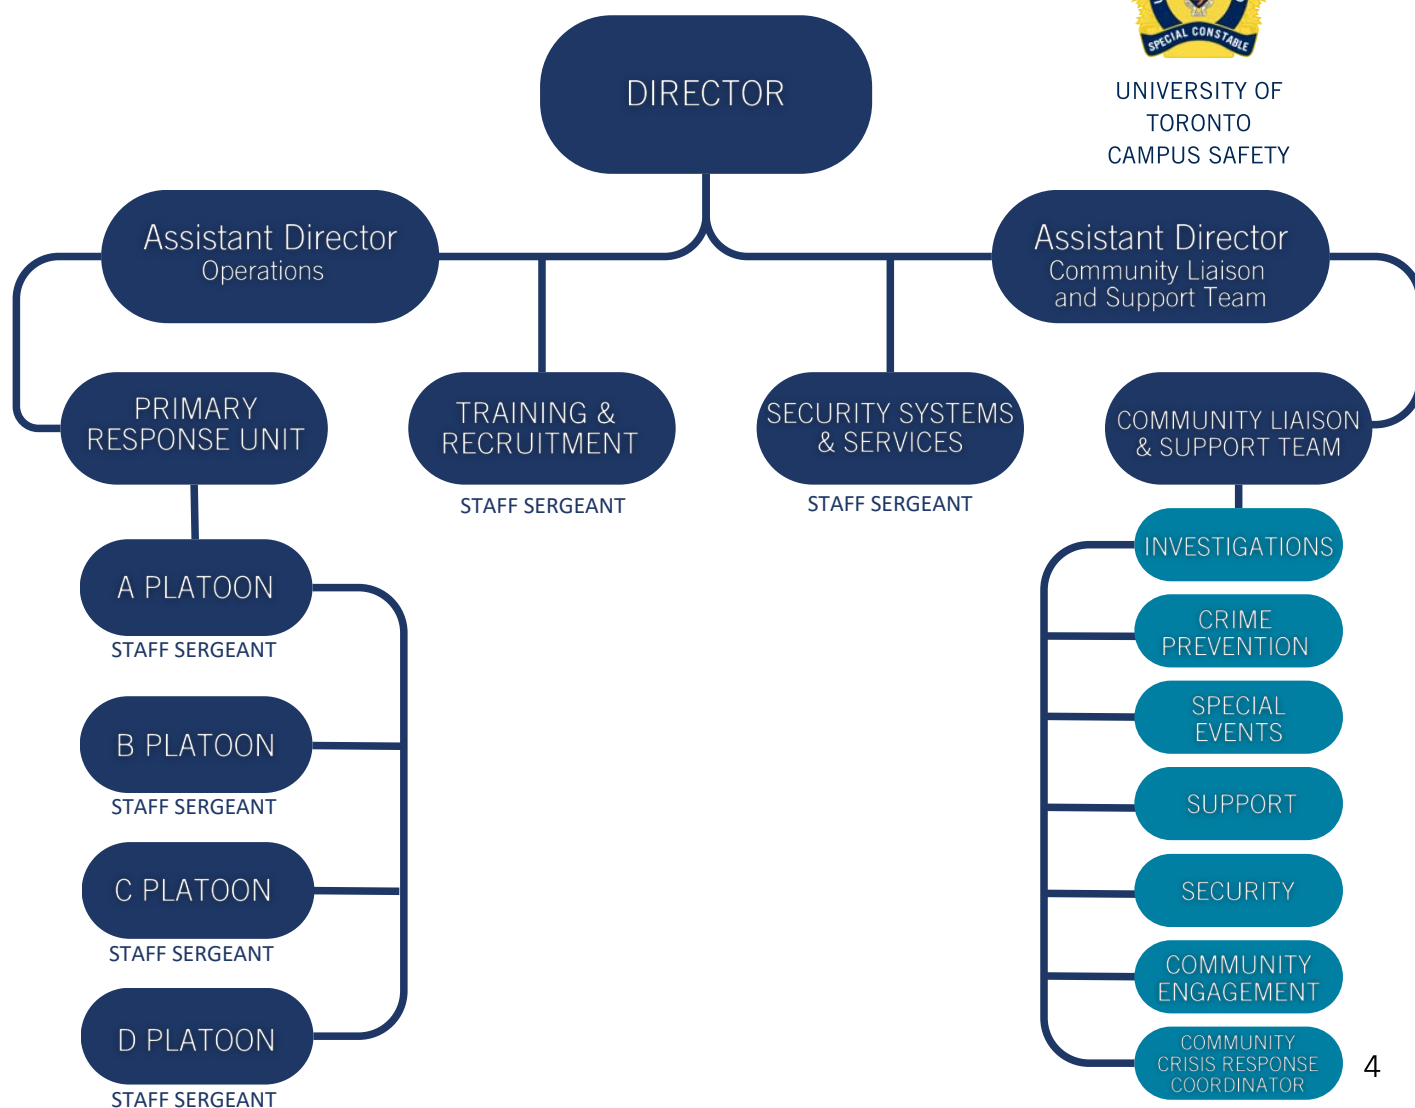 DIRECTOR
SPECIAL CONSTABLE
UNIVERSITY OF
TORONTO
CAMPUS SAFETY
Assistant Director
Operations
Assistant Director
Community Liaison
and Support Team
PRIMARY
RESPONSE UNIT
TRAINING &
RECRUITMENT
STAFF SERGEANT
SECURITY SYSTEMS
& SERVICES
STAFF SERGEANT
COMMUNITY LIAISON
& SUPPORT TEAM
A PLATOON
STAFF SERGEANT
B PLATOON
STAFF SERGEANT
C PLATOON
STAFF SERGEANT
D PLATOON
STAFF SERGEANT
INVESTIGATIONS
CRIME
PREVENTION
SPECIAL
EVENTS
SUPPORT
SECURITY
COMMUNITY
ENGAGEMENT
COMMUNITY
CRISIS RESPONSE
COORDINATOR
4